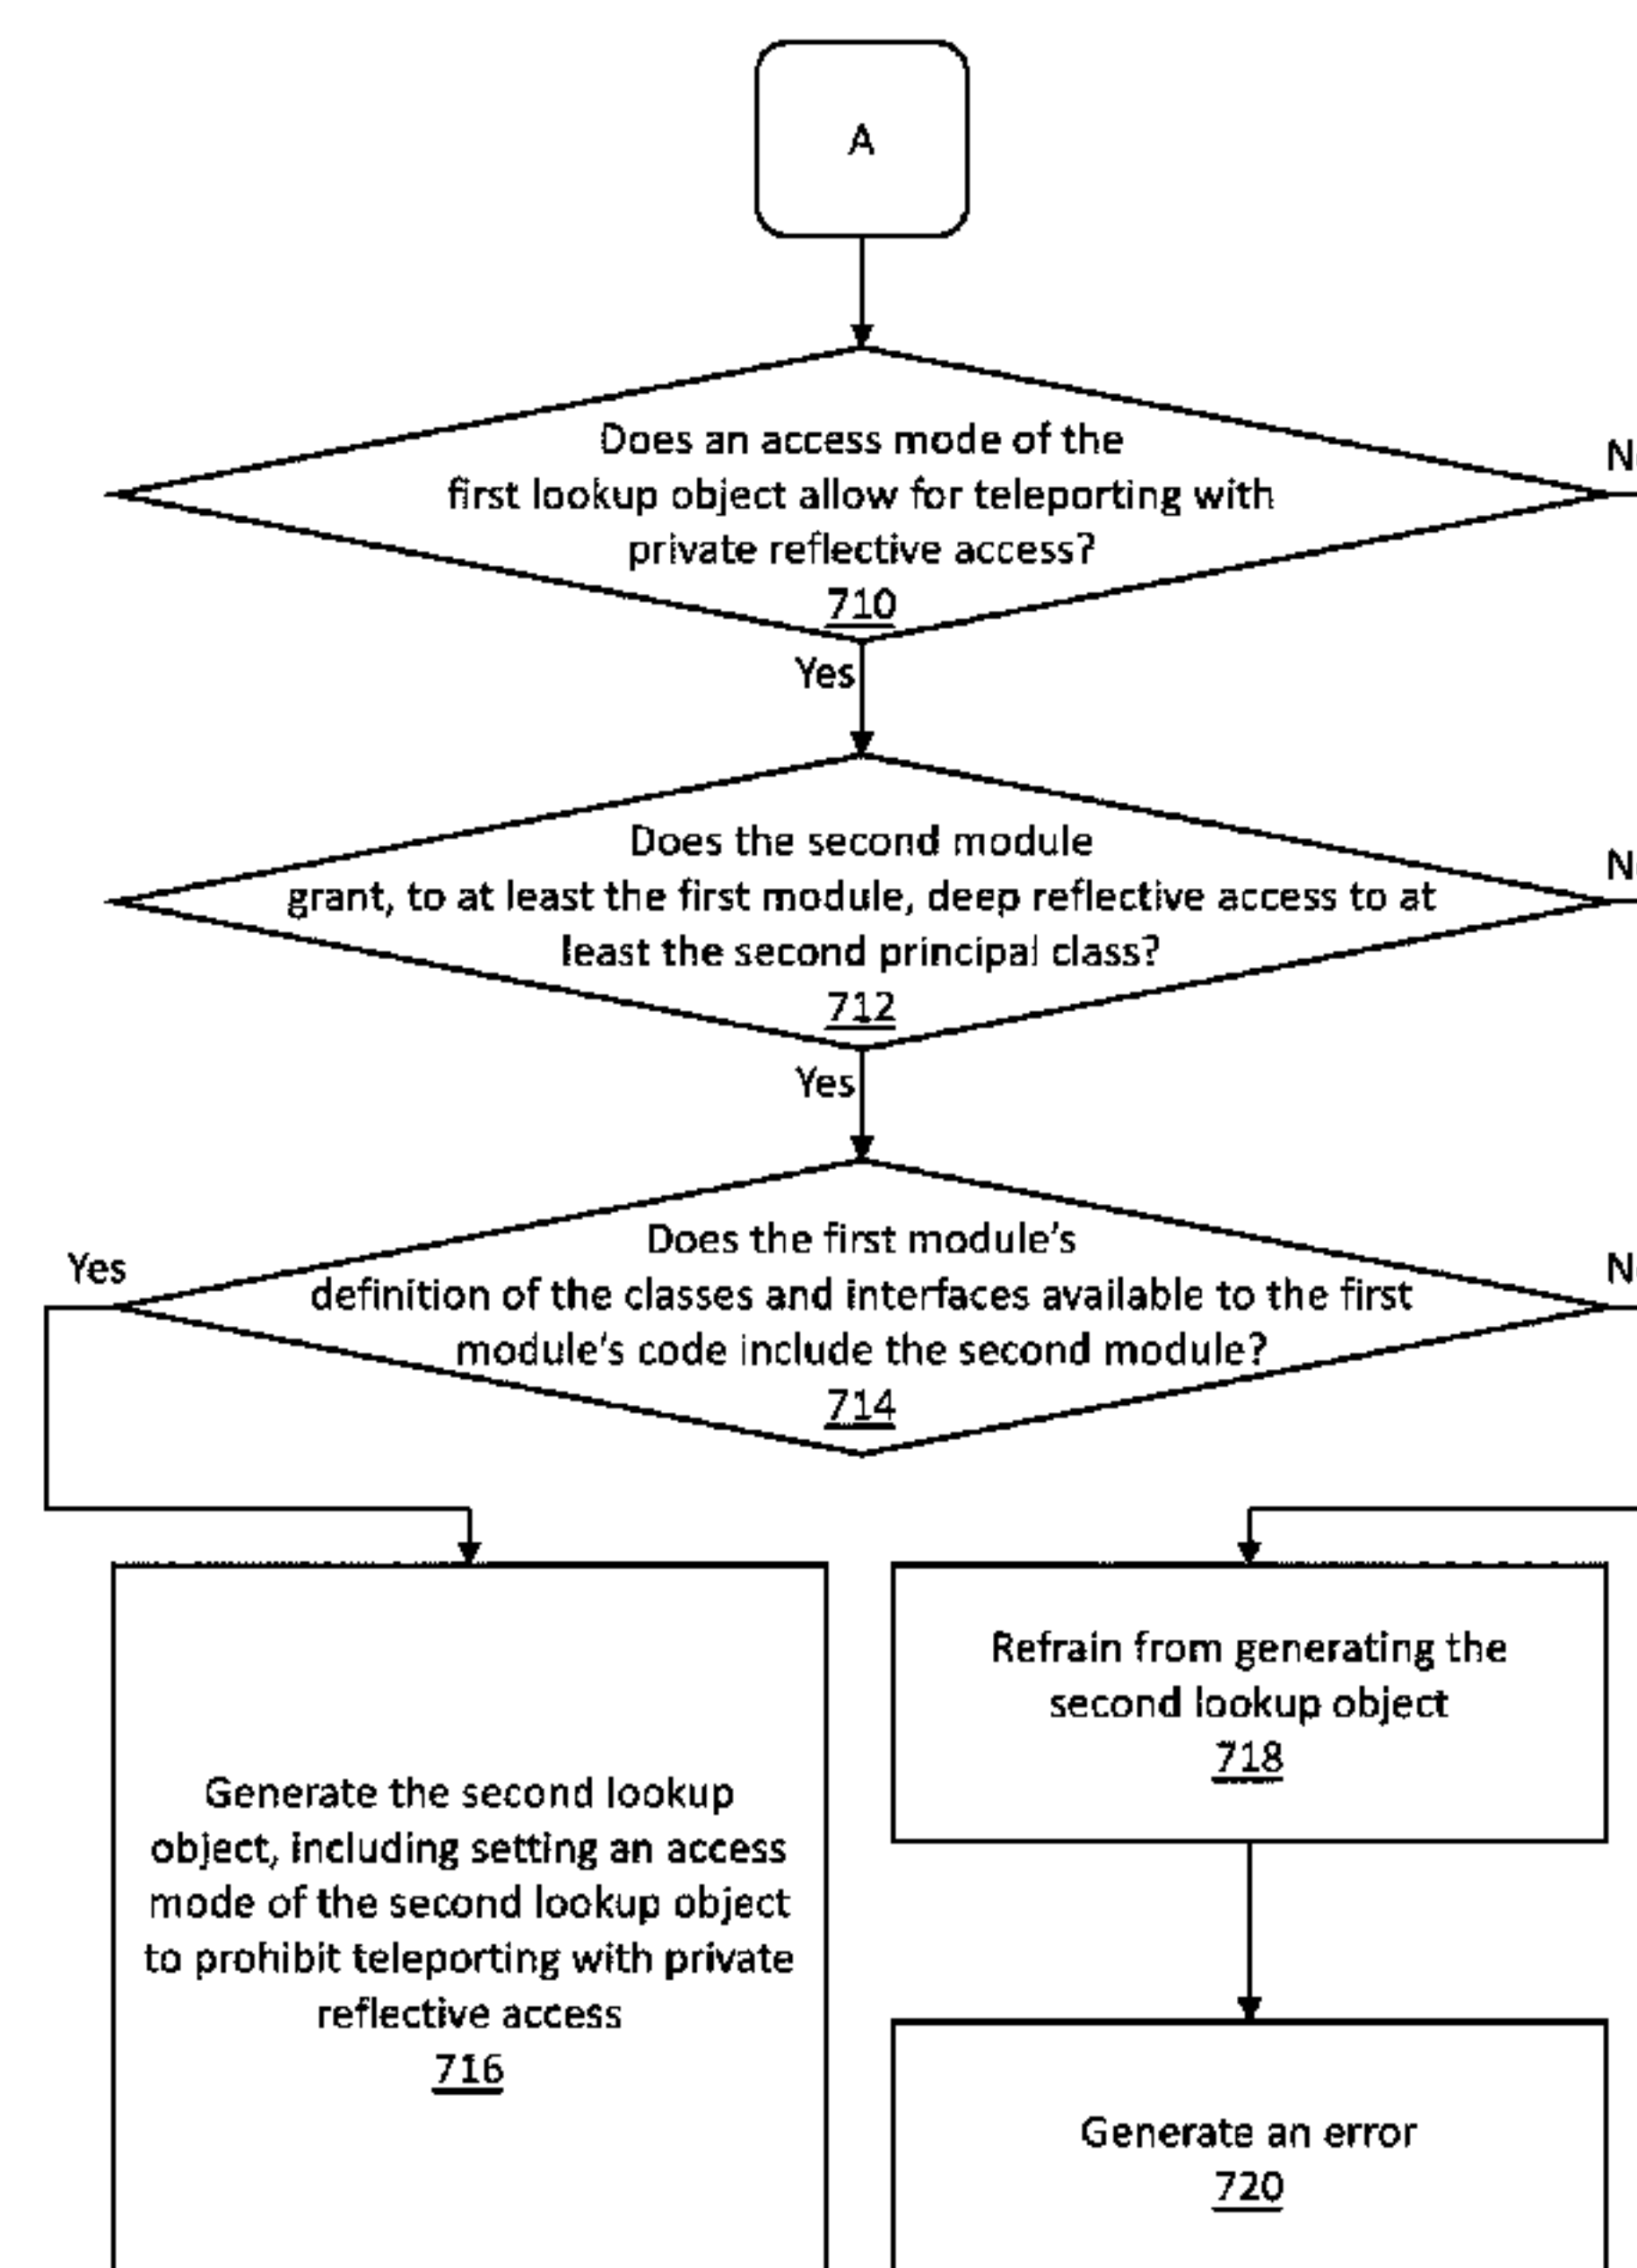 A
Does an access mode of the
first lookup object allow for teleporting with
private reflective access?
710
Yes
Does the second module
grant, to at least the first module, deep reflective access to at
least the second principal class?
712
Yes
Does the first module's
definition of the classes and interfaces available to the first
module's code include the second module?
714
Yes
Refrain from generating the
second lookup object
718
Generate the second lookup
object, including setting an access
mode of the second lookup object
to prohibit teleporting with private
reflective access
716
Generate an error
720